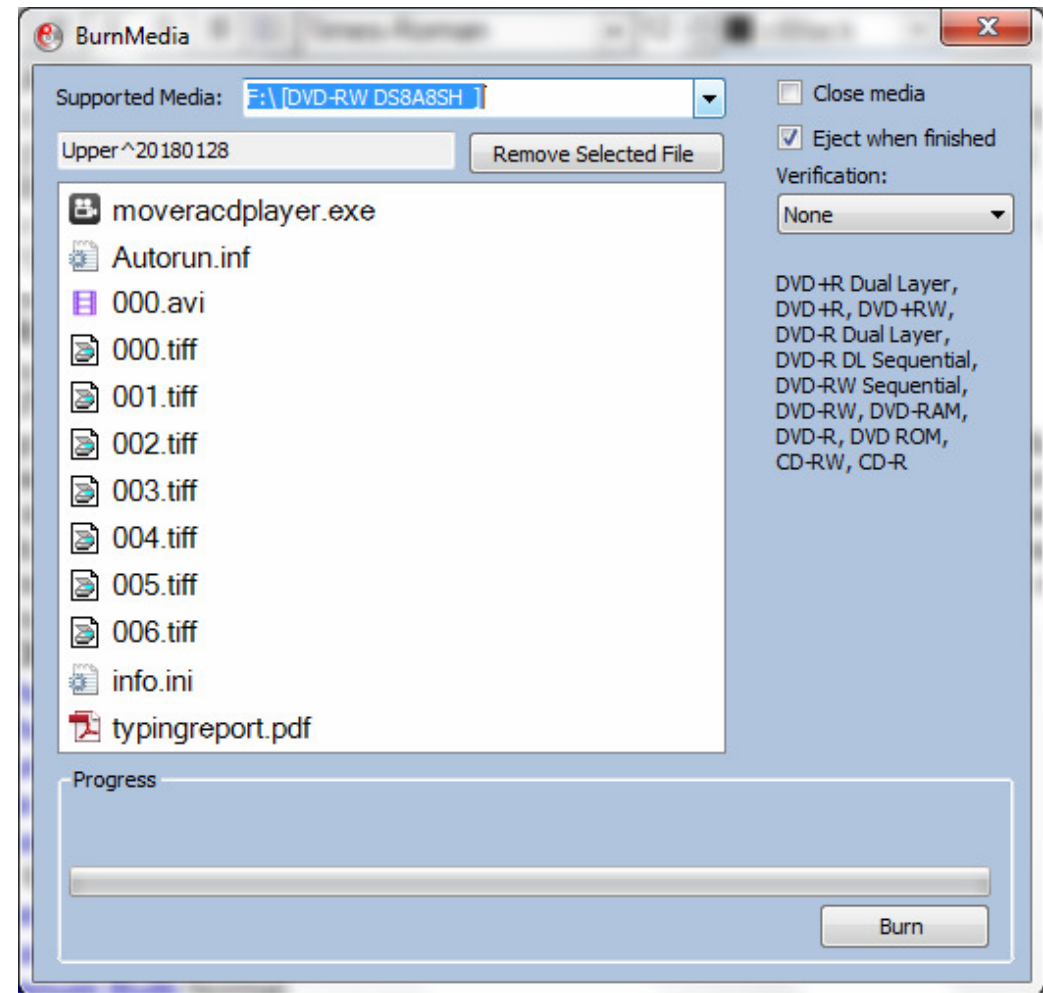 BurnMedia
Supported Media: F:\ [DVD-RW DS8A8SH ]
Close media
Upper^20180128
Remove Selected File
Eject when finished
Verification:
None
moveracdplayer.exe
Autorun.inf
000.avi
000.tiff
001.tiff
002.tiff
003.tiff
004.tiff
005.tiff
006.tiff
info.ini
typingreport.pdf
DVD+R Dual Layer,
DVD+R, DVD+RW,
DVD-R Dual Layer,
DVD-R DL Sequential,
DVD-RW Sequential,
DVD-RW, DVD-RAM,
DVD-R, DVD ROM,
CD-RW, CD-R
Progress
Burn